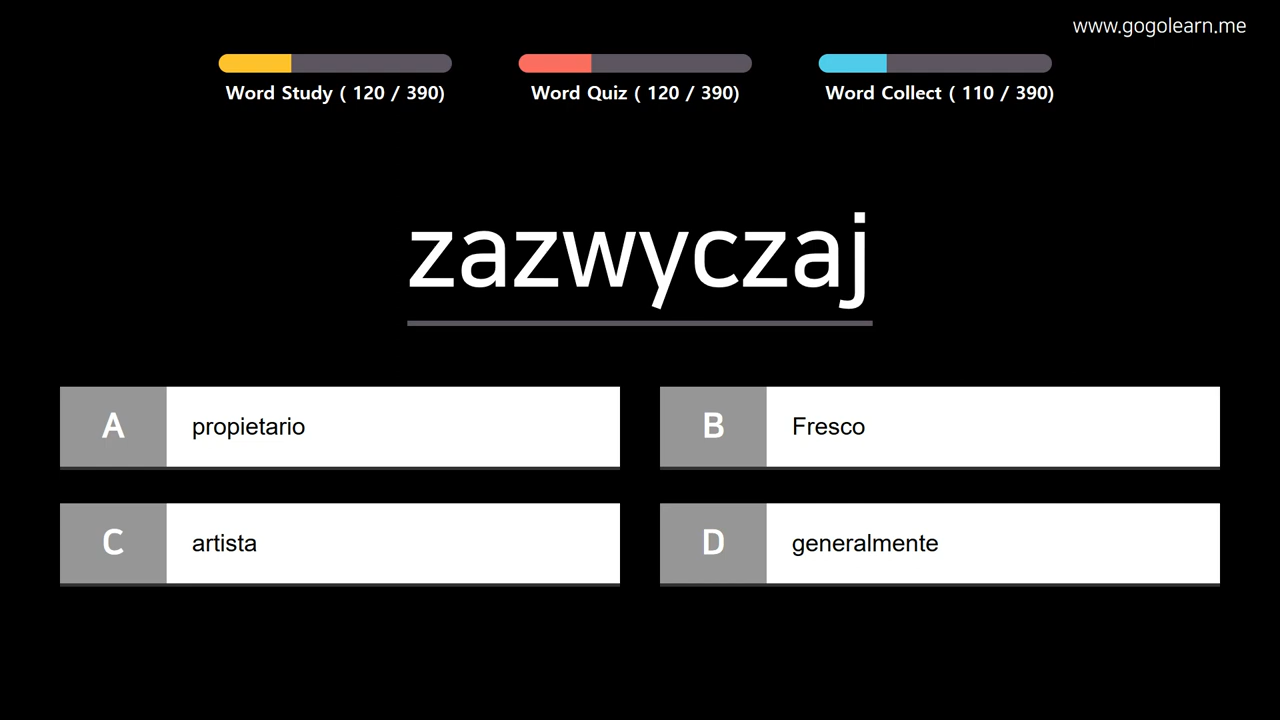 www.gogolearn.me
Word Study ( 120 / 390)
Word Quiz ( 120 / 390)
Word Collect ( 110 / 390)
zazwyczaj
A propietario
B Fresco
C artista
D generalmente